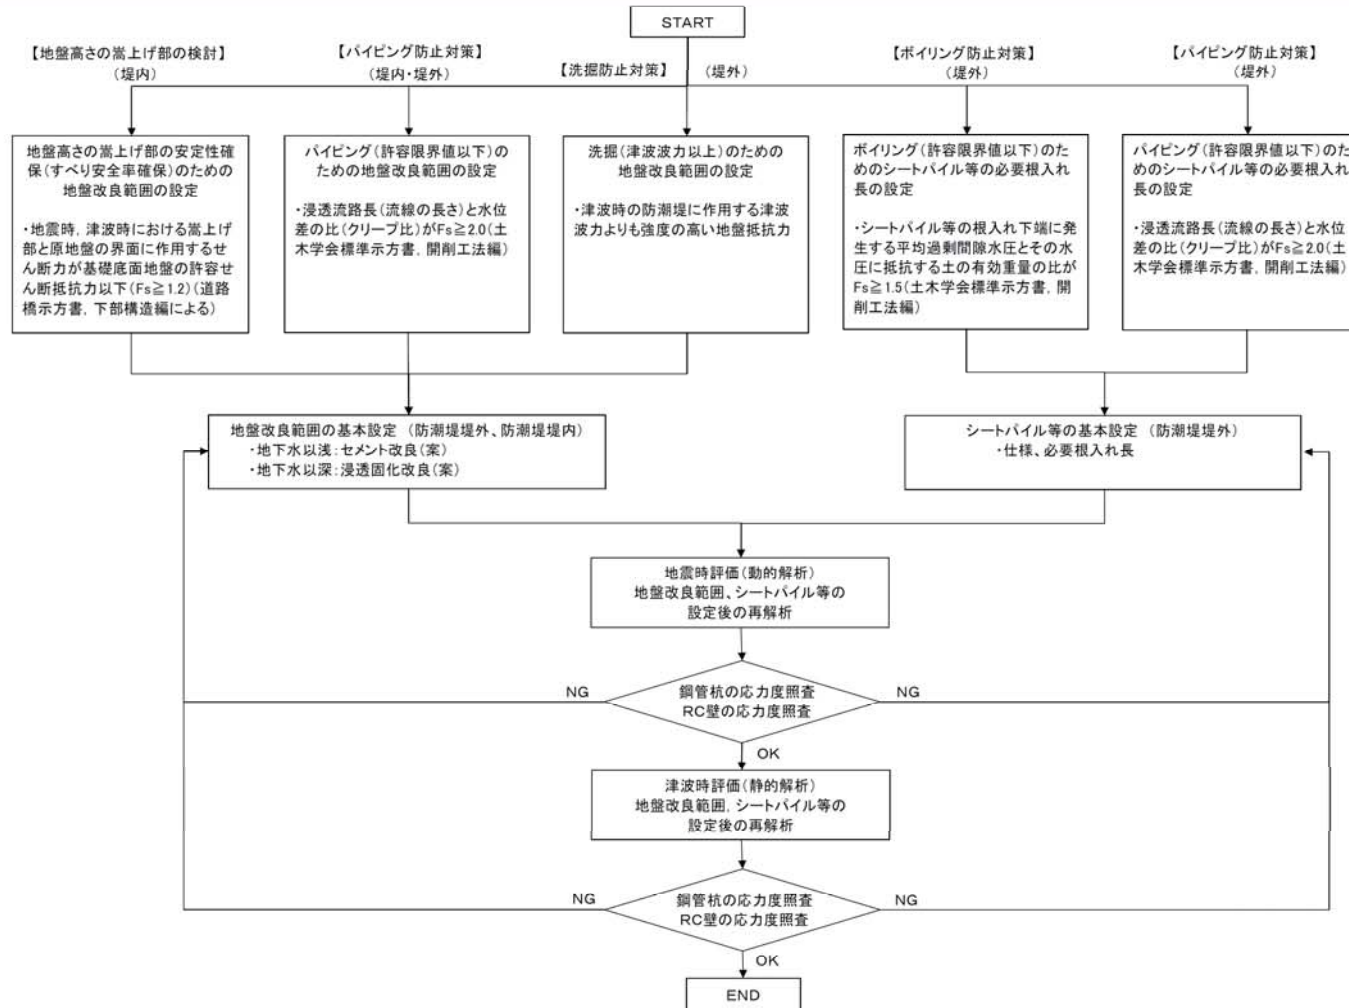 START
【地盤高さの嵩上げ部の検討】
（堤内）
【パイピング防止対策】
（堤内・堤外）
【洗掘防止対策】
（堤外）
【ボイリング防止対策】
（堤外）
【パイピング防止対策】
（堤外）
地盤高さの嵩上げ部の安定性確
保（すべり安全率確保）のための
地盤改良範囲の設定
・地震時，津波時における嵩上げ
部と原地盤の界面に作用するせ
ん断力が基礎底面地盤の許容せ
ん断抵抗力以下（Fs≧1.2）（道路
橋示方書，下部構造編による）
パイピング（許容限界値以下）の
ための地盤改良範囲の設定
・浸透流路長（流線の長さ）と水位
差の比（クリープ比）がFs≧2.0（土
木学会標準示方書，開削工法編）
洗掘（津波波力以上）のための
地盤改良範囲の設定
・津波時の防潮堤に作用する津波
波力よりも強度の高い地盤抵抗力
ボイリング（許容限界値以下）のた
めのシートパイル等の必要根入れ
長の設定
・シートパイル等の根入れ下端に発
生する平均過剰間隙水圧とその水
圧に抵抗する土の有効重量の比が
Fs≧1.5（土木学会標準示方書，開
削工法編）
パイピング（許容限界値以下）のた
めのシートパイル等の必要根入れ
長の設定
・浸透流路長（流線の長さ）と水位
差の比（クリープ比）がFs≧2.0（土
木学会標準示方書，開削工法編）
地盤改良範囲の基本設定 （防潮堤堤外、防潮堤堤内）
・地下水以浅：セメント改良（案）
・地下水以深：浸透固化改良（案）
シートパイル等の基本設定 （防潮堤堤外）
・仕様、必要根入れ長
地震時評価（動的解析）
地盤改良範囲、シートパイル等の
設定後の再解析
NG
鋼管杭の応力度照査
RC壁の応力度照査
NG
OK
津波時評価（静的解析）
地盤改良範囲，シートパイル等の
設定後の再解析
NG
鋼管杭の応力度照査
RC壁の応力度照査
NG
OK
END